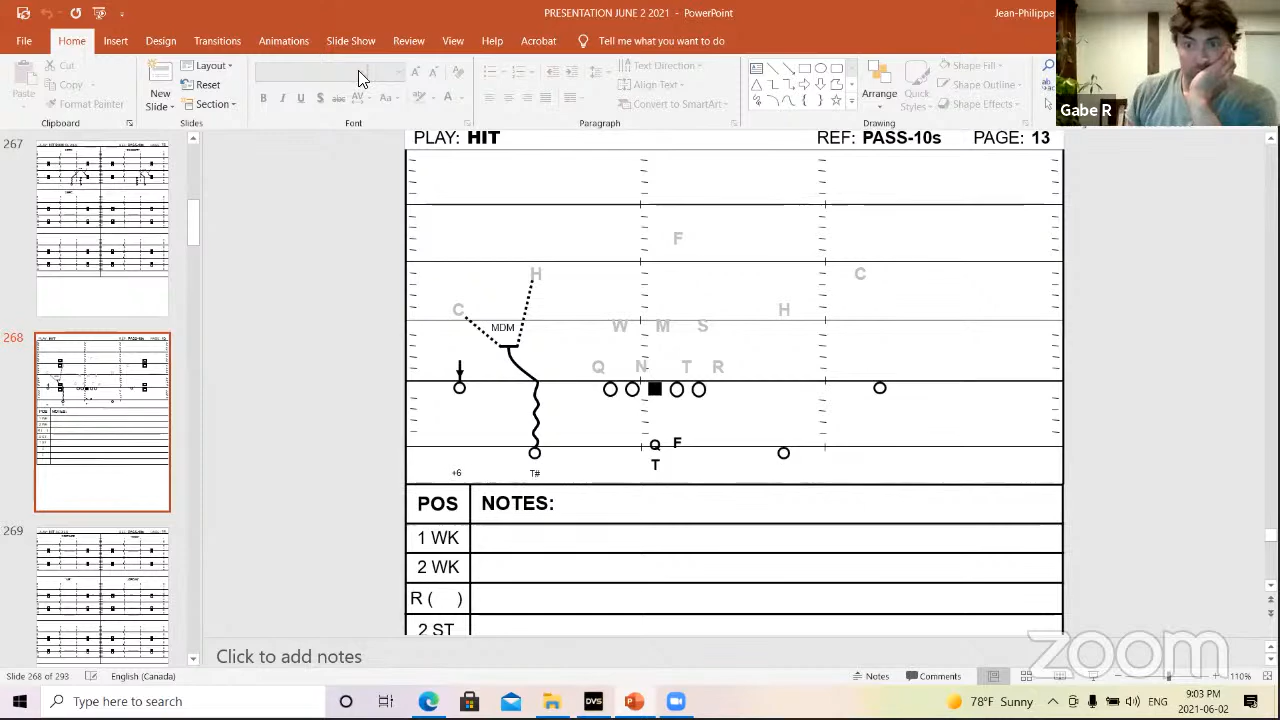 PRESENTATION JUNE 2 2021 - PowerPoint
Jean-Philippe
File Home Insert Design Transitions Animations Slide Show Review View Help Acrobat Tell me what you want to do
Cut
Copy
Format Painter
Paste
Clipboard
New Slide
Layout
Reset
Section
Slides
B I U S abc AV Aa
Font
Text Direction
Align Text
Convert to SmartArt
Paragraph
Arrange
Quick Styles
Shape Fill
Shape Outline
Shape Effects
Drawing
Gabe R
267
268
269
PLAY: HIT REF: PASS-10s PAGE: 13
F
H C
C H
MDM W M S
Q N T R
Q F
T
+6 T#
POS NOTES:
1 WK
2 WK
R ( )
2 ST
Click to add notes
zoom
Slide 268 of 293 English (Canada) Notes Comments 110%
Type here to search
DVS
78°F Sunny
9:03 PM
2021-06-02